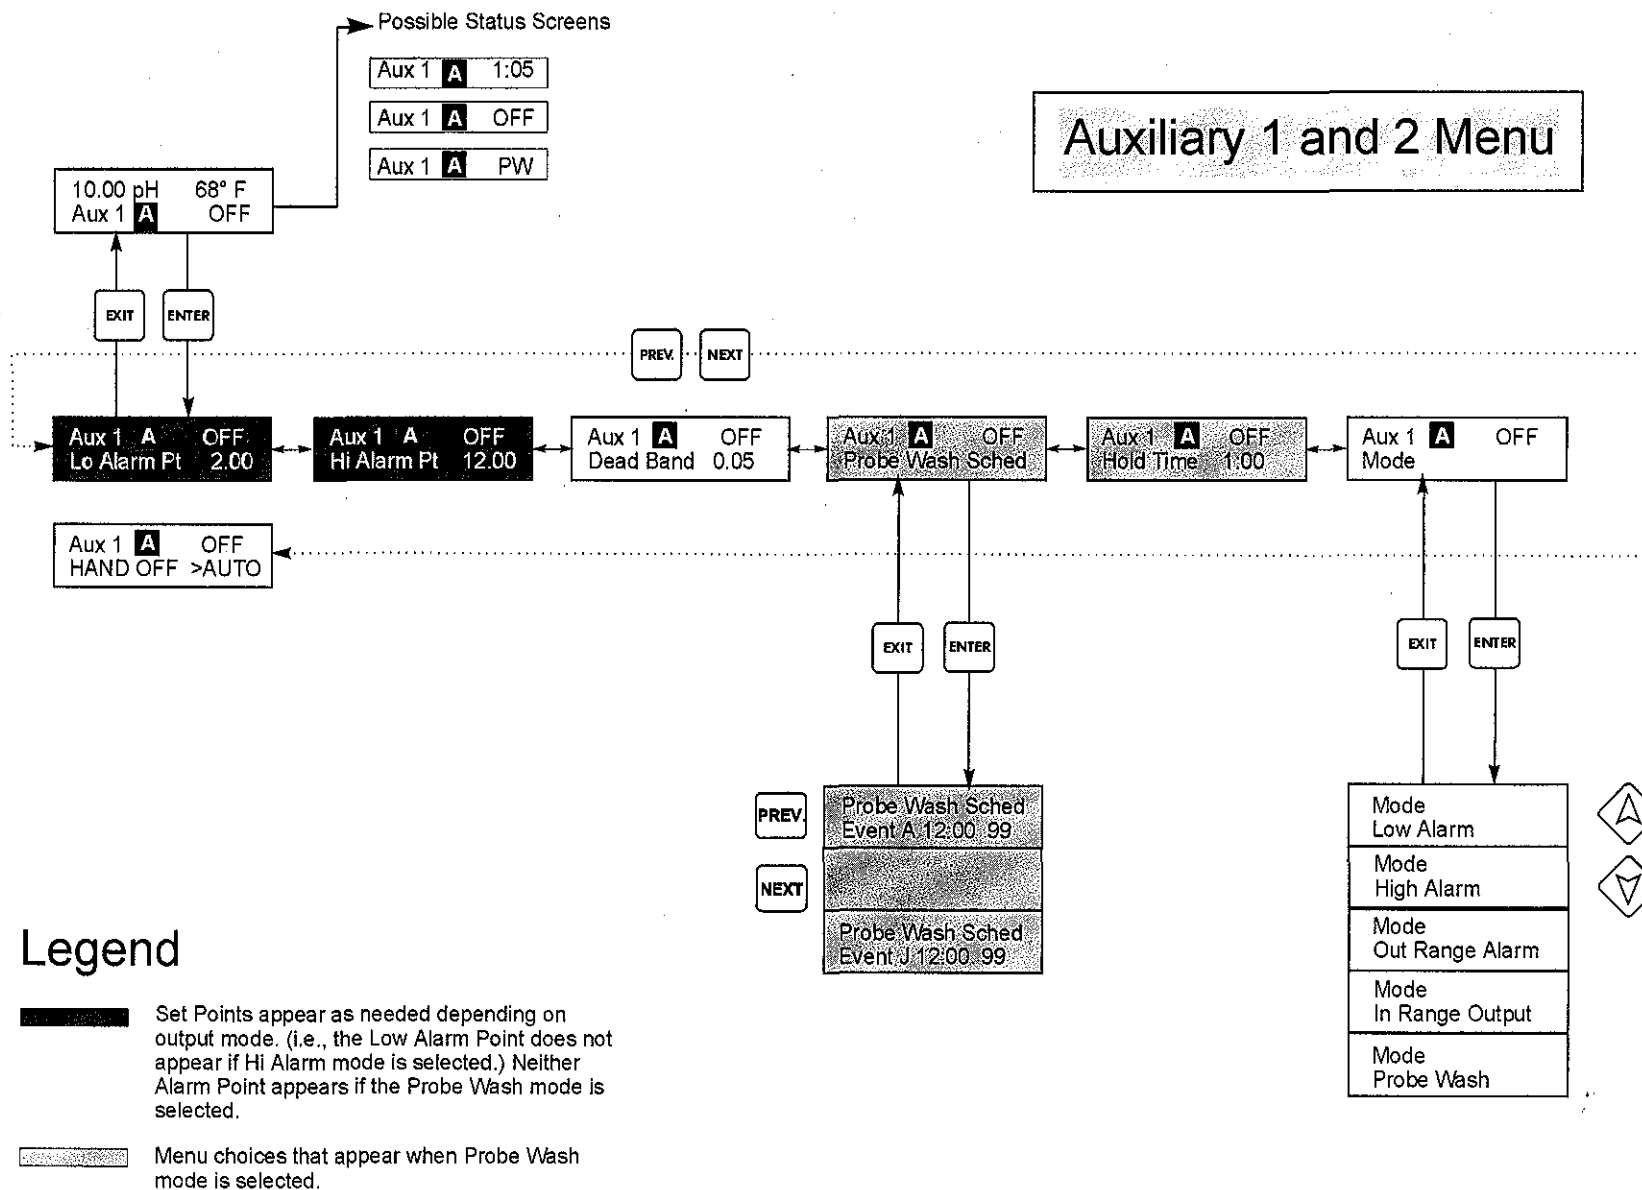 Possible Status Screens
Aux 1 A 1:05
Aux 1 A OFF
Aux 1 A PW
Auxiliary 1 and 2 Menu
10.00 pH 68° F
Aux 1 A OFF
EXIT
ENTER
PREV.
NEXT
Aux 1 A OFF
Lo Alarm Pt 2.00
Aux 1 A OFF
Hi Alarm Pt 12.00
Aux 1 A OFF
Dead Band 0.05
Aux 1 A OFF
Probe Wash Sched
Aux 1 A OFF
Hold Time 1:00
Aux 1 A OFF
Mode
Aux 1 A OFF
HAND OFF >AUTO
EXIT
ENTER
EXIT
ENTER
PREV.
NEXT
Probe Wash Sched
Event A 12:00 99
Probe Wash Sched
Event J 12:00 99
Mode
Low Alarm
Mode
High Alarm
Mode
Out Range Alarm
Mode
In Range Output
Mode
Probe Wash
Legend
Set Points appear as needed depending on
output mode. (i.e., the Low Alarm Point does not
appear if Hi Alarm mode is selected.) Neither
Alarm Point appears if the Probe Wash mode is
selected.
Menu choices that appear when Probe Wash
mode is selected.